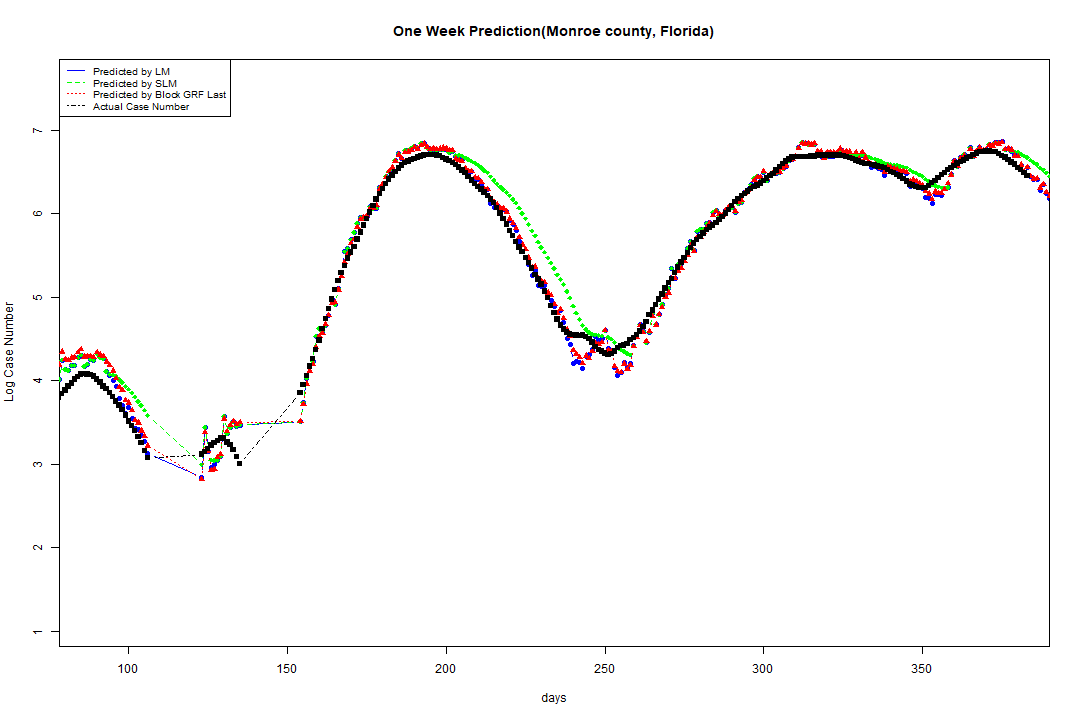 One Week Prediction(Monroe county, Florida)
Predicted by LM
Predicted by SLM
Predicted by Block GRF Last
Actual Case Number
7
6
5
4
3
2
1
Log Case Number
100 150 200 250 300 350
days